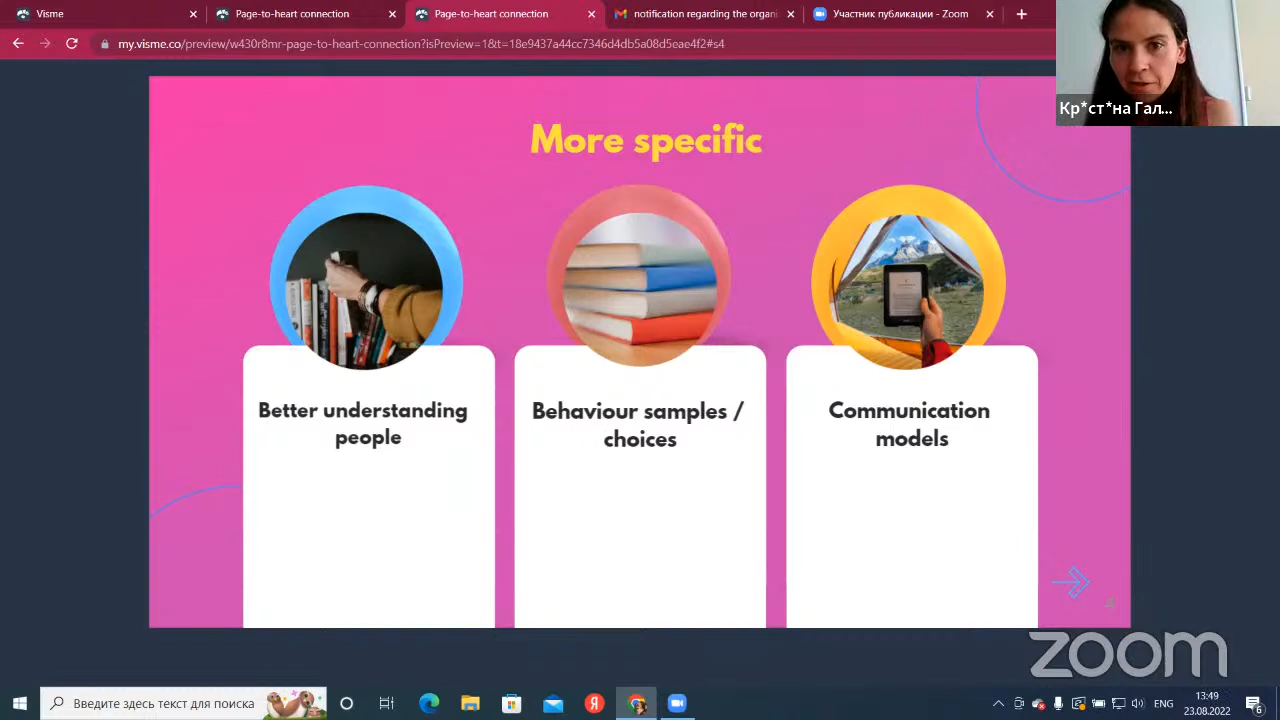 Visme
Page-to-heart connection
Page-to-heart connection
notification regarding the organi
Участник публикации - Zoom
my.visme.co/preview/w430r8mr-page-to-heart-connection?isPreview=1&t=18e9437a44cc7346d4db5a08d5eae4f2#s4
Кр*ст*на Гал...
More specific
Better understanding
people
Behaviour samples /
choices
Communication
models
zoom
Введите здесь текст для поиска
ENG
13:49
23.08.2022
6